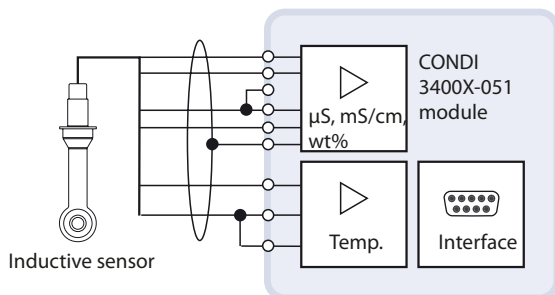 CONDI
3400X-051
module
µS, mS/cm,
wt%
Temp.
Interface
Inductive sensor